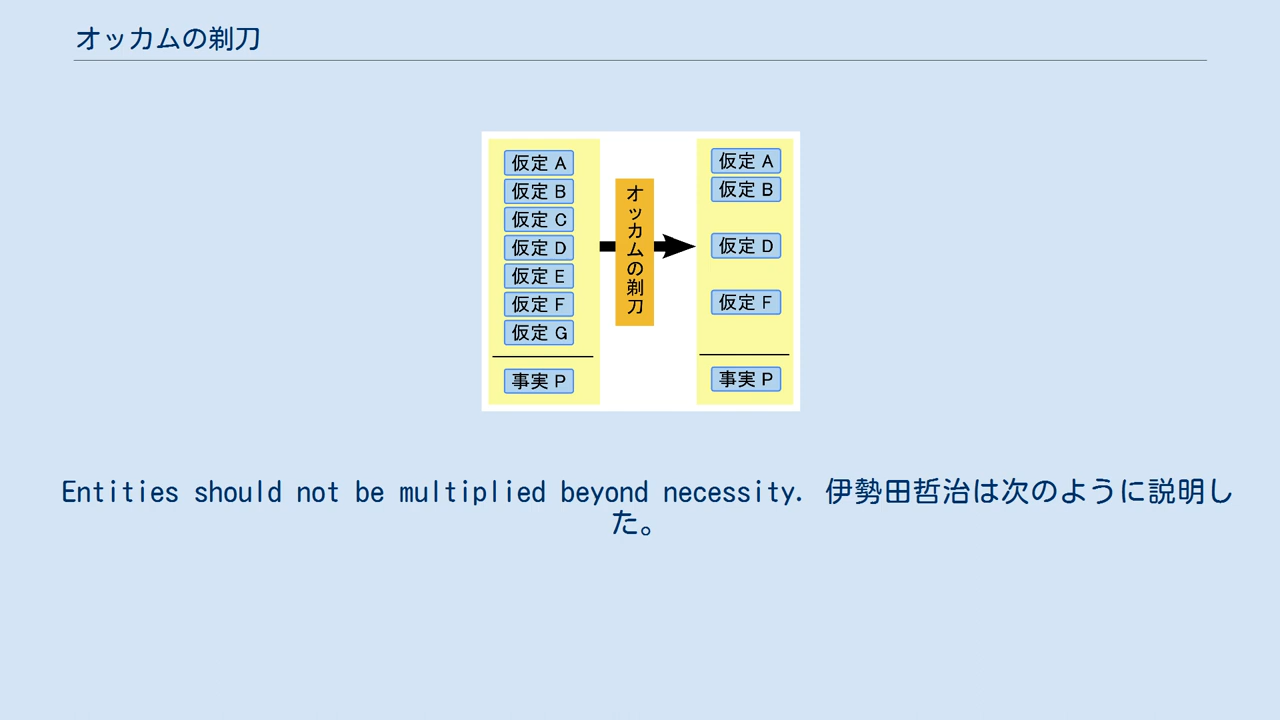 オッカムの剃刀
仮定 A
仮定 B
仮定 C
仮定 D
仮定 E
仮定 F
仮定 G
事実 P
オッカムの剃刀
仮定 A
仮定 B
仮定 D
仮定 F
事実 P
Entities should not be multiplied beyond necessity. 伊勢田哲治は次のように説明し
た。